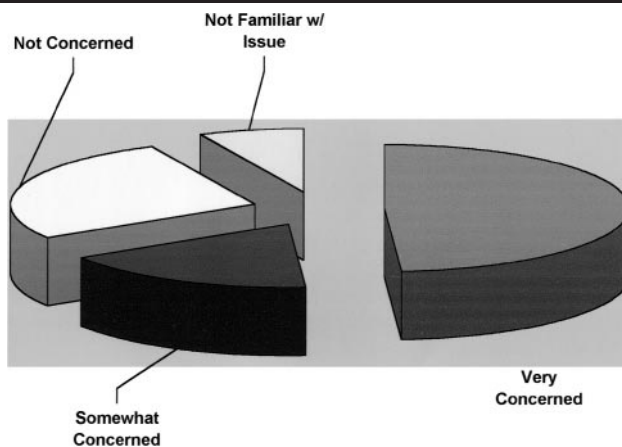 Not Familiar w/
Issue
Not Concerned
Very
Concerned
Somewhat
Concerned